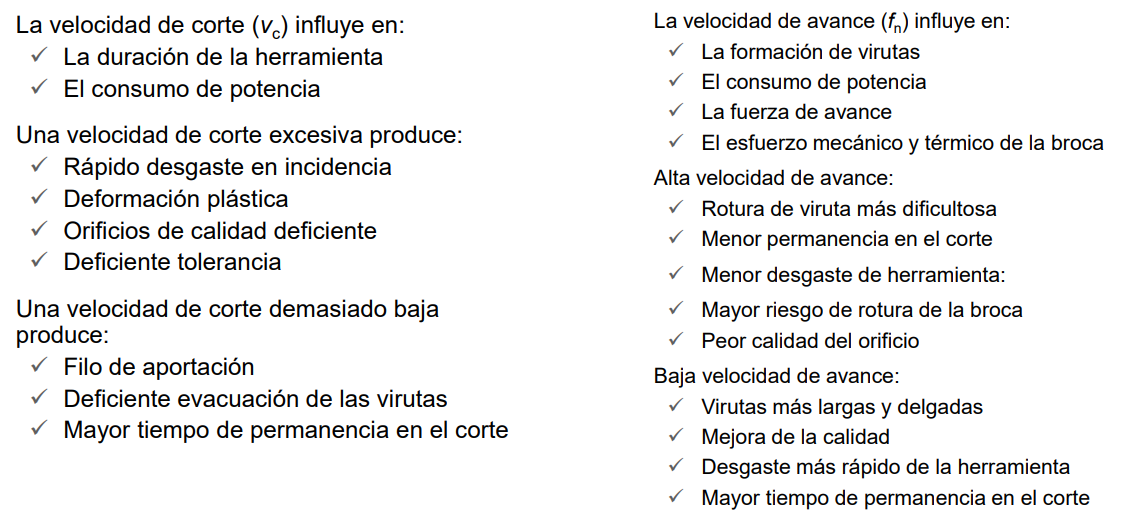 La velocidad de corte (vc) influye en:
✓ La duración de la herramienta
✓ El consumo de potencia
Una velocidad de corte excesiva produce:
✓ Rápido desgaste en incidencia
✓ Deformación plástica
✓ Orificios de calidad deficiente
✓ Deficiente tolerancia
Una velocidad de corte demasiado baja
produce:
✓ Filo de aportación
✓ Deficiente evacuación de las virutas
✓ Mayor tiempo de permanencia en el corte
La velocidad de avance (fn) influye en:
✓ La formación de virutas
✓ El consumo de potencia
✓ La fuerza de avance
✓ El esfuerzo mecánico y térmico de la broca
Alta velocidad de avance:
✓ Rotura de viruta más dificultosa
✓ Menor permanencia en el corte
✓ Menor desgaste de herramienta:
✓ Mayor riesgo de rotura de la broca
✓ Peor calidad del orificio
Baja velocidad de avance:
✓ Virutas más largas y delgadas
✓ Mejora de la calidad
✓ Desgaste más rápido de la herramienta
✓ Mayor tiempo de permanencia en el corte